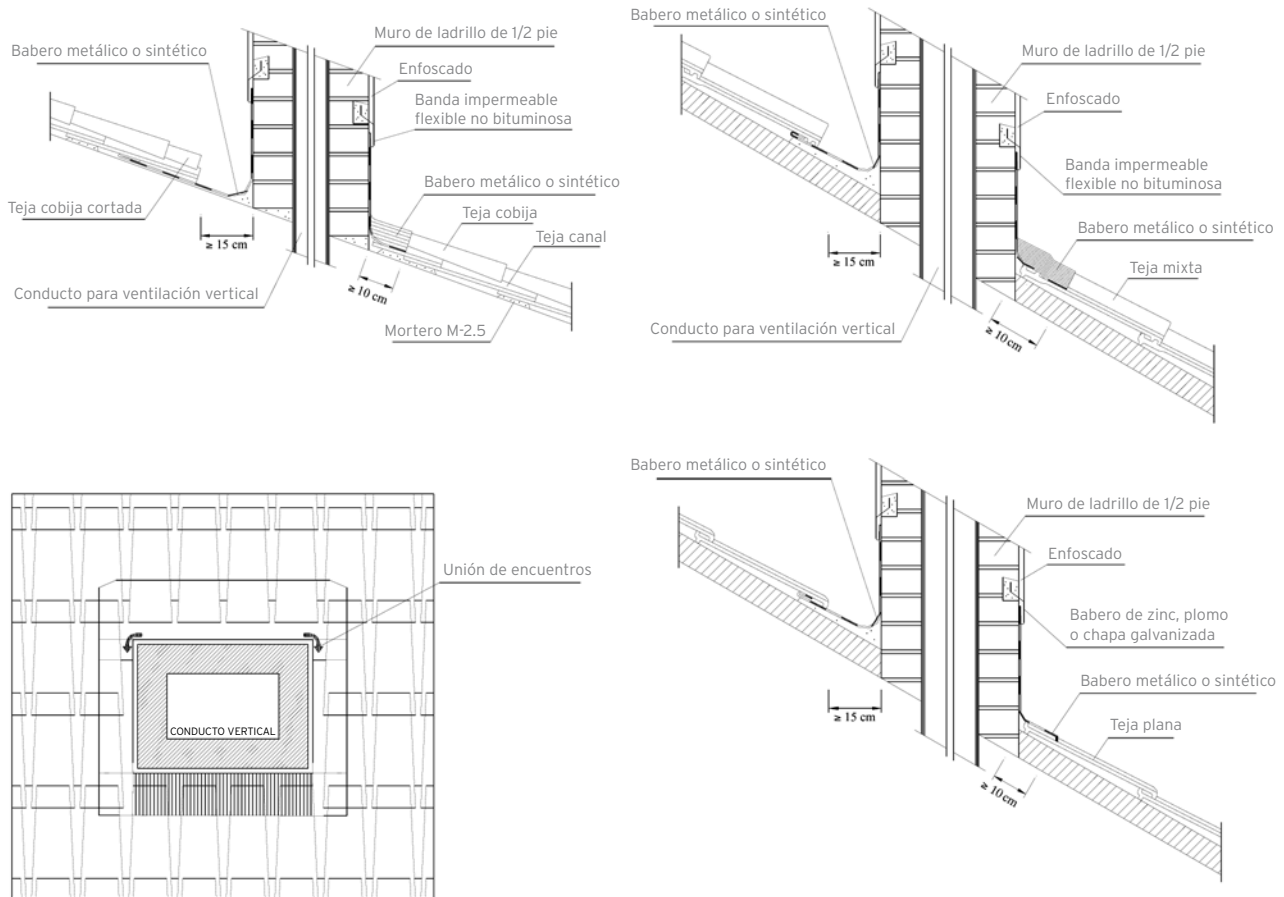 Babero metálico o sintético
Muro de ladrillo de 1/2 pie
Enfoscado
Banda impermeable
flexible no bituminosa
Babero metálico o sintético
Teja cobija
Teja canal
Teja cobija cortada
≥ 15 cm
≥ 10 cm
Conducto para ventilación vertical
Mortero M-2.5
Babero metálico o sintético
Muro de ladrillo de 1/2 pie
Enfoscado
Banda impermeable
flexible no bituminosa
Babero metálico o sintético
Teja mixta
≥ 15 cm
≥ 10 cm
Conducto para ventilación vertical
Unión de encuentros
CONDUCTO VERTICAL
Babero metálico o sintético
Muro de ladrillo de 1/2 pie
Enfoscado
Babero de zinc, plomo
o chapa galvanizada
Babero metálico o sintético
Teja plana
≥ 15 cm
≥ 10 cm